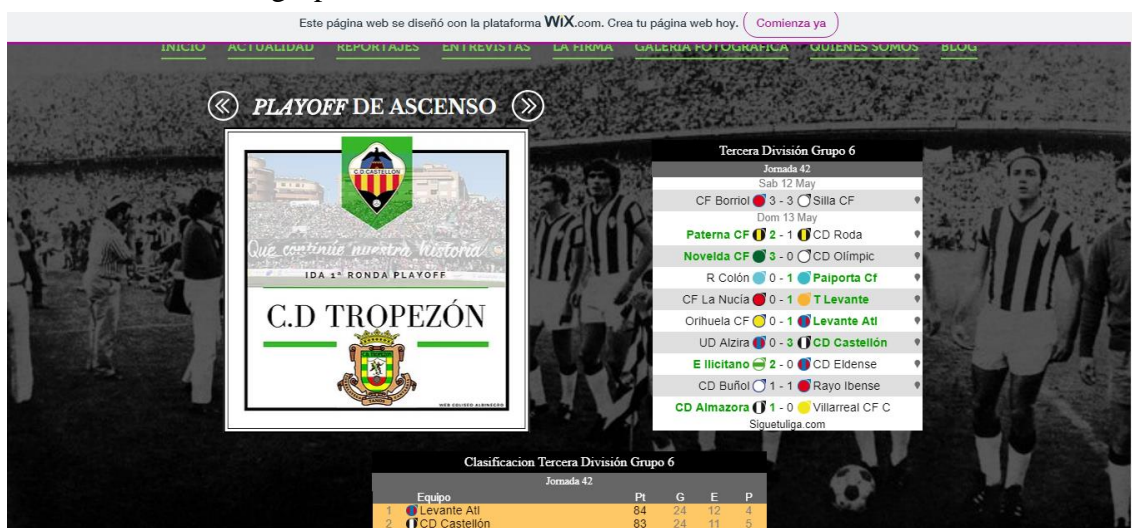 Este página web se diseñó con la plataforma WiX.com. Crea tu página web hoy. Comienza ya
INICIO ACTUALIDAD REPORTAJES ENTREVISTAS LA FIRMA GALERÍA FOTOGRÁFICA QUIÉNES SOMOS BLOG
PLAYOFF DE ASCENSO
C.D. CASTELLON
Que continúe nuestra historia
IDA 1ª RONDA PLAYOFF
C.D TROPEZÓN
WEB COLISEO ALBINEGRO
Tercera División Grupo 6
Jornada 42
Sab 12 May
CF Borriol 3 - 3 Silla CF
Dom 13 May
Paterna CF 2 - 1 CD Roda
Novelda CF 3 - 0 CD Olímpic
R Colón 0 - 1 Paiporta Cf
CF La Nucía 0 - 1 T Levante
Orihuela CF 0 - 1 Levante Atl
UD Alzira 0 - 3 CD Castellón
E Ilicitano 2 - 0 CD Eldense
CD Buñol 1 - 1 Rayo Ibense
CD Almazora 1 - 0 Villarreal CF C
Siguetuliga.com
Clasificacion Tercera División Grupo 6
Jornada 42
Equipo Pt G E P
1 Levante Atl 84 24 12 4
2 CD Castellón 83 24 11 5